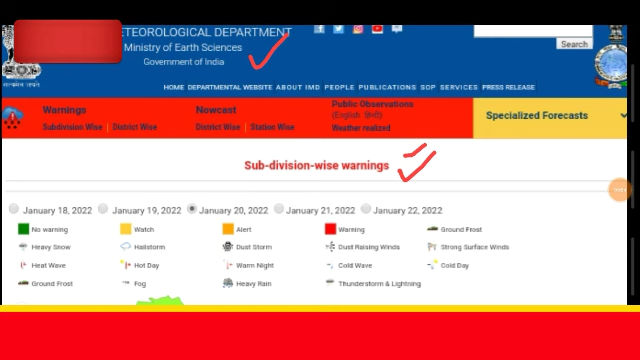 METEOROLOGICAL DEPARTMENT
Ministry of Earth Sciences
Government of India
सत्यमेव जयते
Search
HOME DEPARTMENTAL WEBSITE ABOUT IMD PEOPLE PUBLICATIONS SOP SERVICES PRESS RELEASE
Warnings
Subdivision Wise | District Wise
Nowcast
District Wise | Station Wise
Public Observations
(English हिन्दी)
Weather realized
Specialized Forecasts
Sub-division-wise warnings
January 18, 2022 January 19, 2022 January 20, 2022 January 21, 2022 January 22, 2022
No warning Watch Alert Warning Ground Frost
Heavy Snow Hailstorm Dust Storm Dust Raising Winds Strong Surface Winds
Heat Wave Hot Day Warm Night Cold Wave Cold Day
Ground Frost Fog Heavy Rain Thunderstorm & Lightning